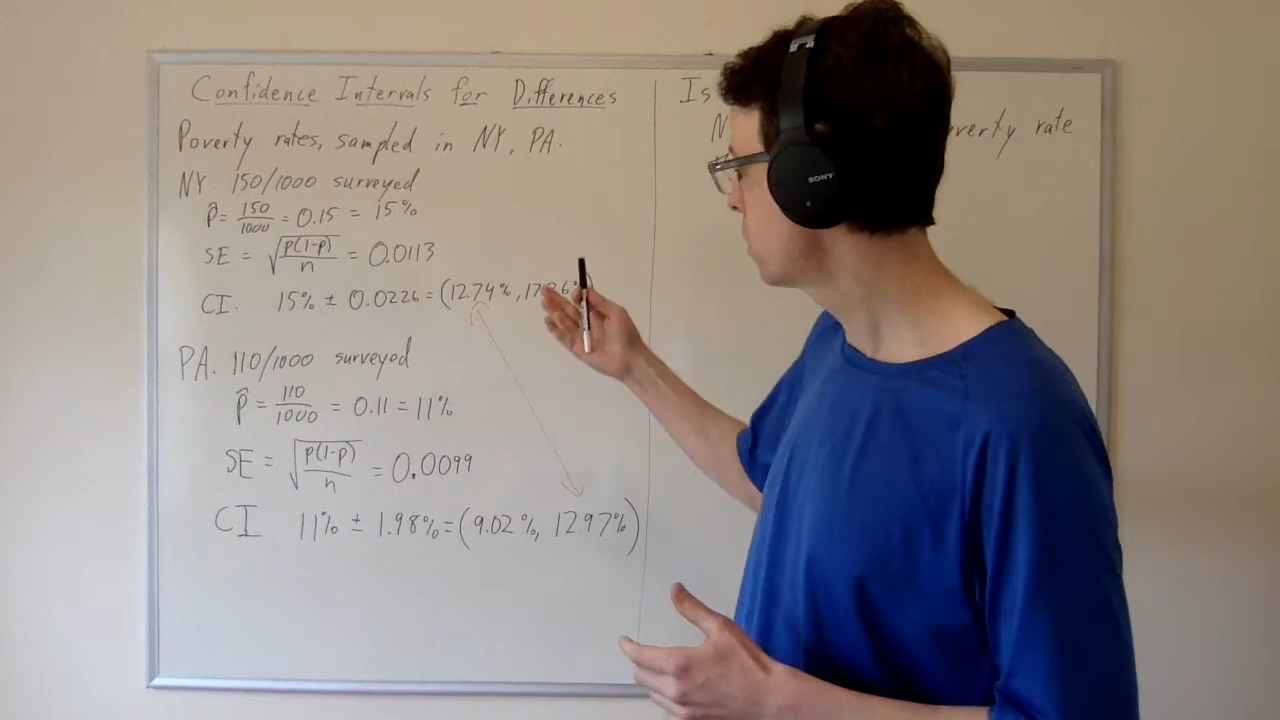 Confidence Intervals for Differences
Poverty rates, sampled in NY, PA.
NY. 150/1000 surveyed
p̂ = 150/1000 = 0.15 = 15%
SE = √(p(1-p)/n) = 0.0113
CI. 15% ± 0.0226 = (12.74%, 17.26%)
PA. 110/1000 surveyed
p̂ = 110/1000 = 0.11 = 11%
SE = √(p(1-p)/n) = 0.0099
CI 11% ± 1.98% = (9.02%, 12.97%)
Is
rate
SONY